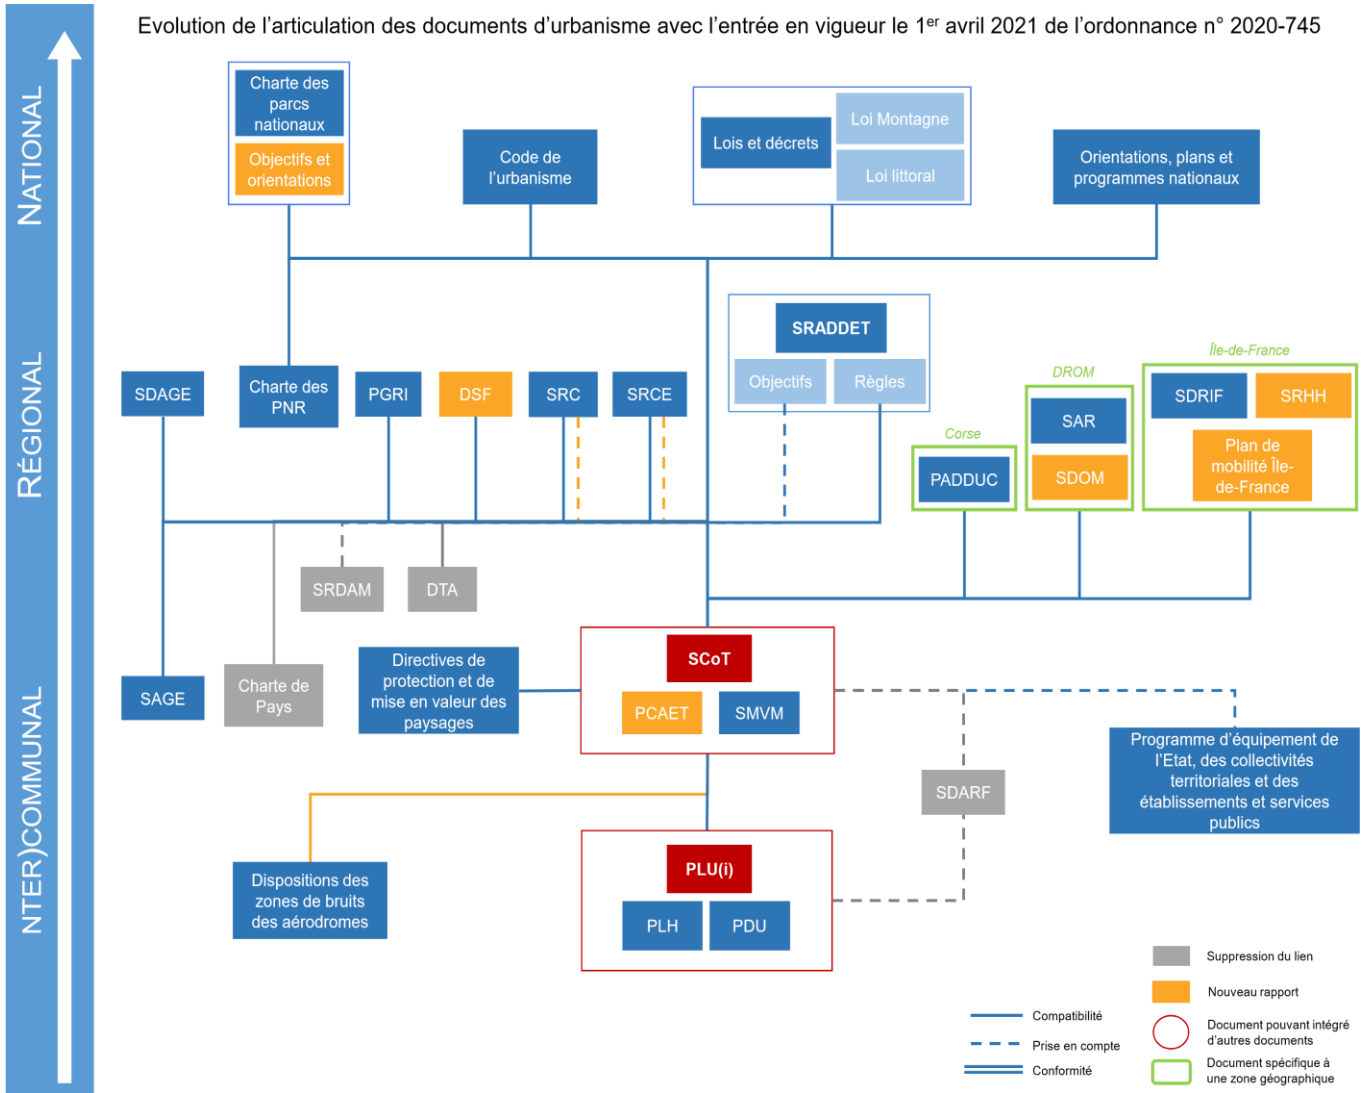 Evolution de l'articulation des documents d'urbanisme avec l'entrée en vigueur le 1er avril 2021 de l'ordonnance n° 2020-745
NATIONAL
Charte des
parcs
nationaux
Objectifs et
orientations
Code de
l'urbanisme
Lois et décrets
Loi Montagne
Loi littoral
Orientations, plans et
programmes nationaux
RÉGIONAL
SDAGE
Charte des
PNR
PGRI
DSF
SRC
SRCE
SRADDET
Objectifs
Règles
Corse
PADDUC
DROM
SAR
SDOM
Île-de-France
SDRIF
SRHH
Plan de
mobilité Île-
de-France
SRDAM
DTA
NTER)COMMUNAL
SAGE
Charte de
Pays
Directives de
protection et de
mise en valeur des
paysages
SCoT
PCAET
SMVM
SDARF
Programme d'équipement de
l'Etat, des collectivités
territoriales et des
établissements et services
publics
Dispositions des
zones de bruits
des aérodromes
PLU(i)
PLH
PDU
Compatibilité
Prise en compte
Conformité
Suppression du lien
Nouveau rapport
Document pouvant intégré
d'autres documents
Document spécifique à
une zone géographique